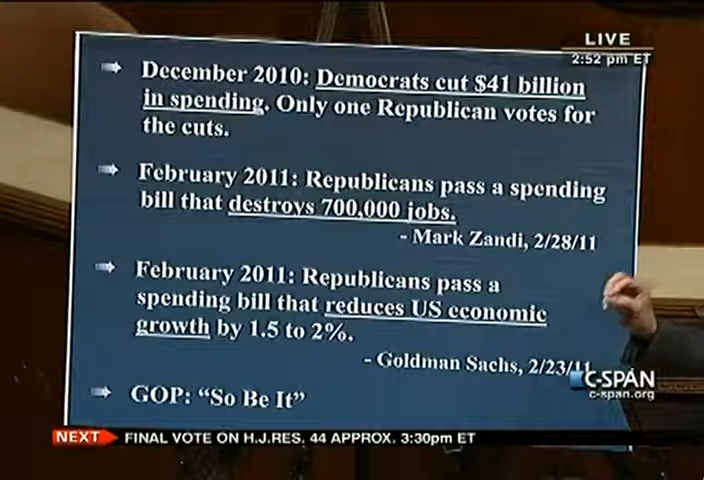 LIVE
2:52 pm ET
December 2010: Democrats cut $41 billion
in spending. Only one Republican votes for
the cuts.
February 2011: Republicans pass a spending
bill that destroys 700,000 jobs.
- Mark Zandi, 2/28/11
February 2011: Republicans pass a
spending bill that reduces US economic
growth by 1.5 to 2%.
- Goldman Sachs, 2/23/11
C-SPAN
c-span.org
GOP: “So Be It”
NEXT FINAL VOTE ON H.J.RES. 44 APPROX. 3:30pm ET